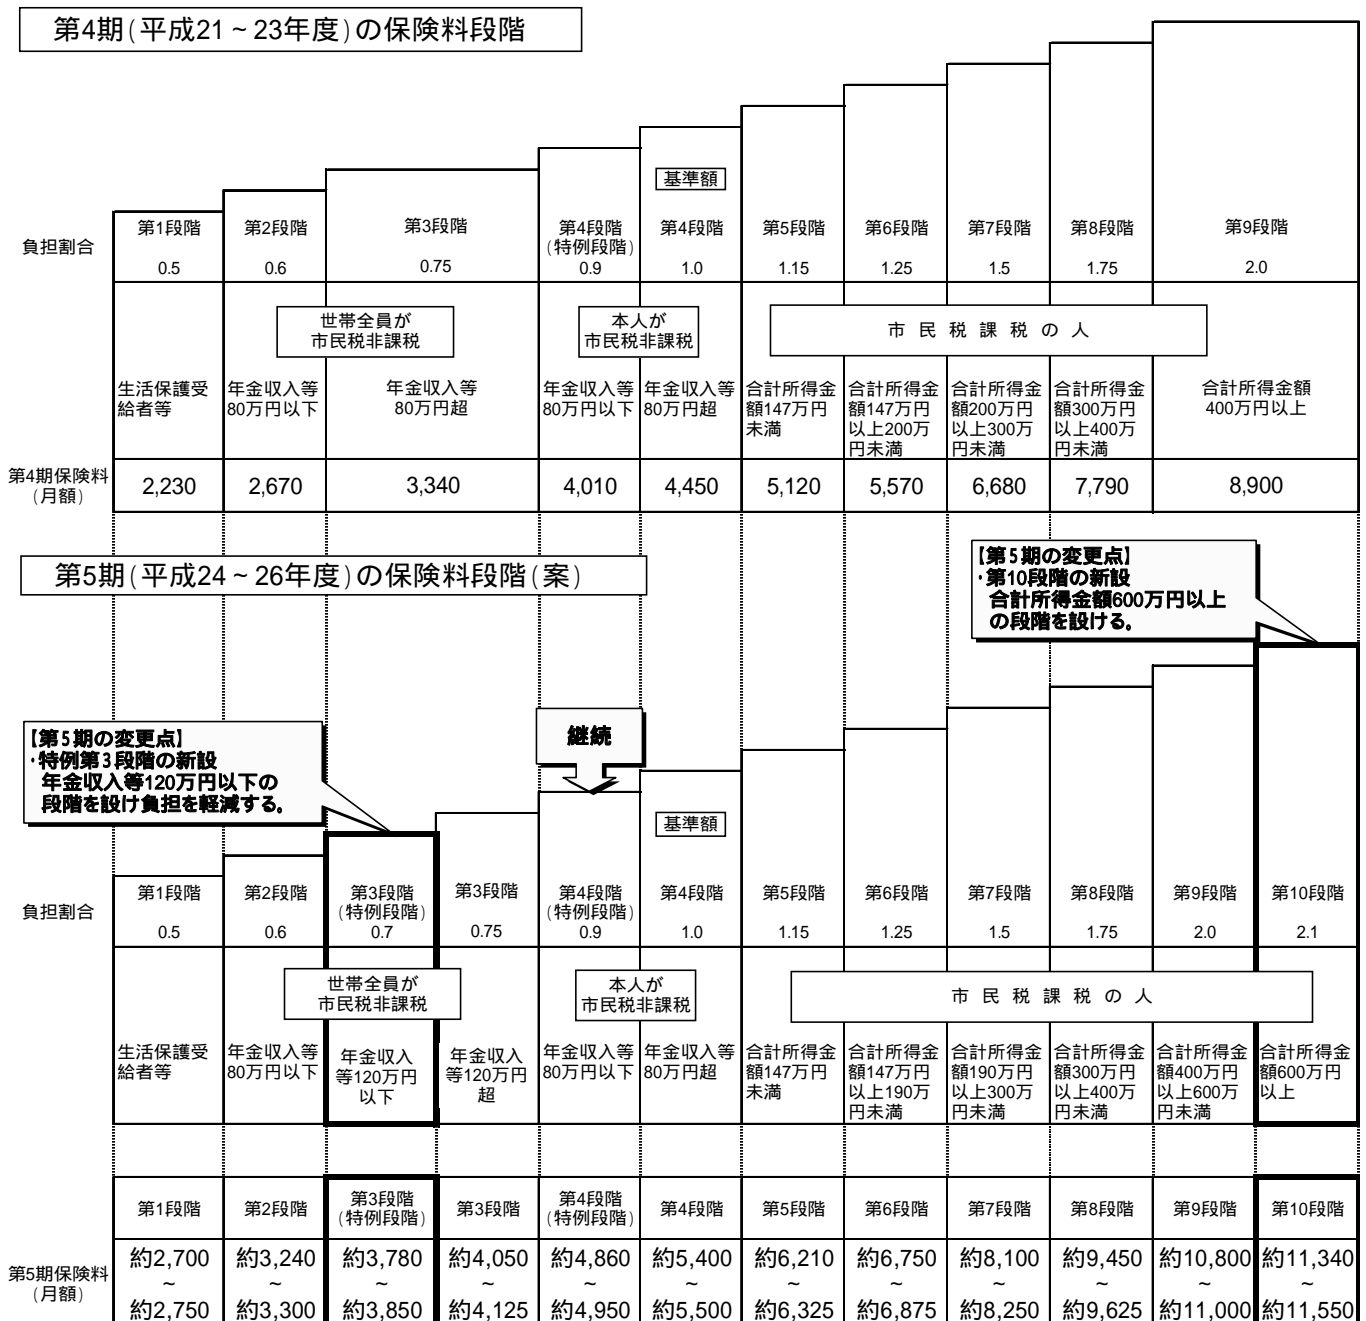 第4期(平成21~23年度)の保険料段階
基準額
負担割合
第1段階
0.5
第2段階
0.6
第3段階
0.75
第4段階
(特例段階)
0.9
第4段階
1.0
第5段階
1.15
第6段階
1.25
第7段階
1.5
第8段階
1.75
第9段階
2.0
世帯全員が
市民税非課税
本人が
市民税非課税
市民税課税の人
生活保護受
給者等
年金収入等
80万円以下
年金収入等
80万円超
年金収入等
80万円以下
年金収入等
80万円超
合計所得金
額147万円
未満
合計所得金
額147万円
以上200万
円未満
合計所得金
額200万円
以上300万
円未満
合計所得金
額300万円
以上400万
円未満
合計所得金額
400万円以上
第4期保険料
(月額)
2,230
2,670
3,340
4,010
4,450
5,120
5,570
6,680
7,790
8,900
第5期(平成24~26年度)の保険料段階(案)
【第5期の変更点】
・第10段階の新設
合計所得金額600万円以上
の段階を設ける。
【第5期の変更点】
・特例第3段階の新設
年金収入等120万円以下の
段階を設け負担を軽減する。
継続
基準額
負担割合
第1段階
0.5
第2段階
0.6
第3段階
(特例段階)
0.7
第3段階
0.75
第4段階
(特例段階)
0.9
第4段階
1.0
第5段階
1.15
第6段階
1.25
第7段階
1.5
第8段階
1.75
第9段階
2.0
第10段階
2.1
世帯全員が
市民税非課税
本人が
市民税非課税
市民税課税の人
生活保護受
給者等
年金収入等
80万円以下
年金収入
等120万円
以下
年金収入
等120万円
超
年金収入等
80万円以下
年金収入等
80万円超
合計所得金
額147万円
未満
合計所得金
額147万円
以上190万
円未満
合計所得金
額190万円
以上300万
円未満
合計所得金
額300万円
以上400万
円未満
合計所得金
額400万円
以上600万
円未満
合計所得金
額600万円
以上
第1段階
第2段階
第3段階
(特例段階)
第3段階
第4段階
(特例段階)
第4段階
第5段階
第6段階
第7段階
第8段階
第9段階
第10段階
第5期保険料
(月額)
約2,700
~
約2,750
約3,240
~
約3,300
約3,780
~
約3,850
約4,050
~
約4,125
約4,860
~
約4,950
約5,400
~
約5,500
約6,210
~
約6,325
約6,750
~
約6,875
約8,100
~
約8,250
約9,450
~
約9,625
約10,800
~
約11,000
約11,340
~
約11,550